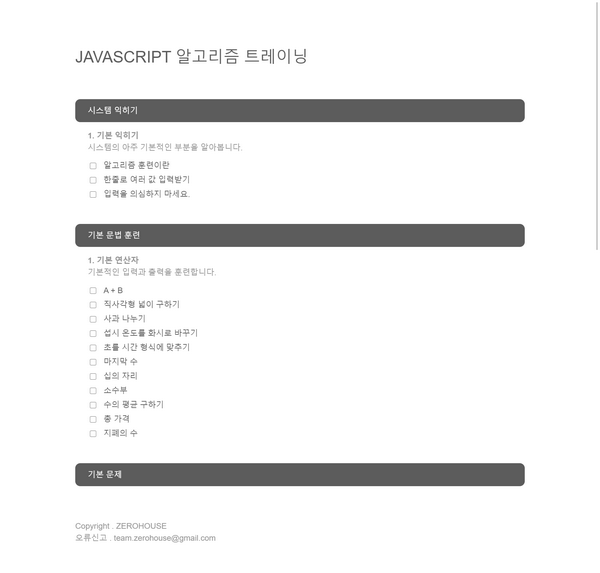 JAVASCRIPT 알고리즘 트레이닝
시스템 익히기
1. 기본 익히기
시스템의 아주 기본적인 부분을 알아봅니다.
알고리즘 훈련이란
한줄로 여러 값 입력받기
입력을 의심하지 마세요.
기본 문법 훈련
1. 기본 연산자
기본적인 입력과 출력을 훈련합니다.
A + B
직사각형 넓이 구하기
사과 나누기
섭시 온도를 화시로 바꾸기
초를 시간 형식에 맞추기
마지막 수
십의 자리
소수부
수의 평균 구하기
총 가격
지폐의 수
기본 문제
Copyright . ZEROHOUSE
오류신고 . team.zerohouse@gmail.com